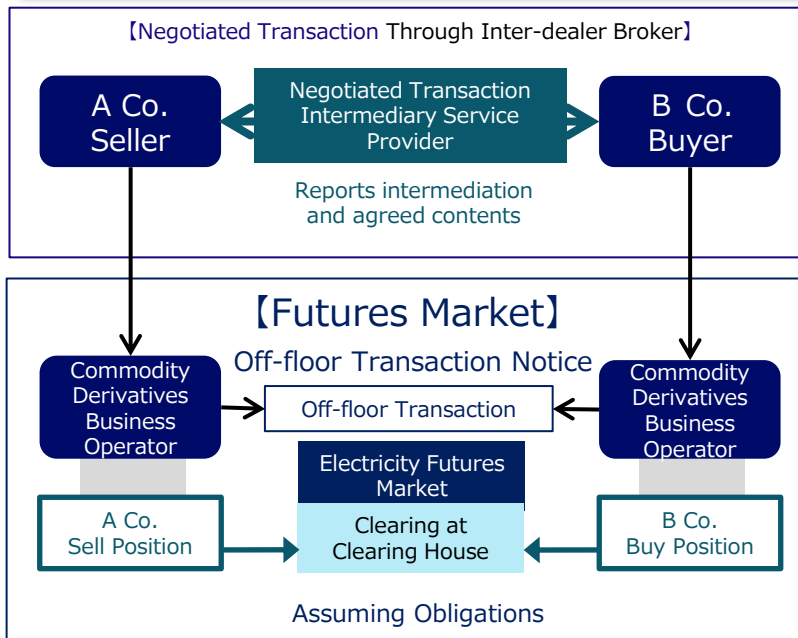 【Negotiated Transaction Through Inter-dealer Broker】
A Co.
Seller
Negotiated Transaction
Intermediary Service
Provider
B Co.
Buyer
Reports intermediation
and agreed contents
【Futures Market】
Off-floor Transaction Notice
Commodity
Derivatives
Business
Operator
Off-floor Transaction
Commodity
Derivatives
Business
Operator
Electricity Futures
Market
A Co.
Sell Position
Clearing at
Clearing House
B Co.
Buy Position
Assuming Obligations